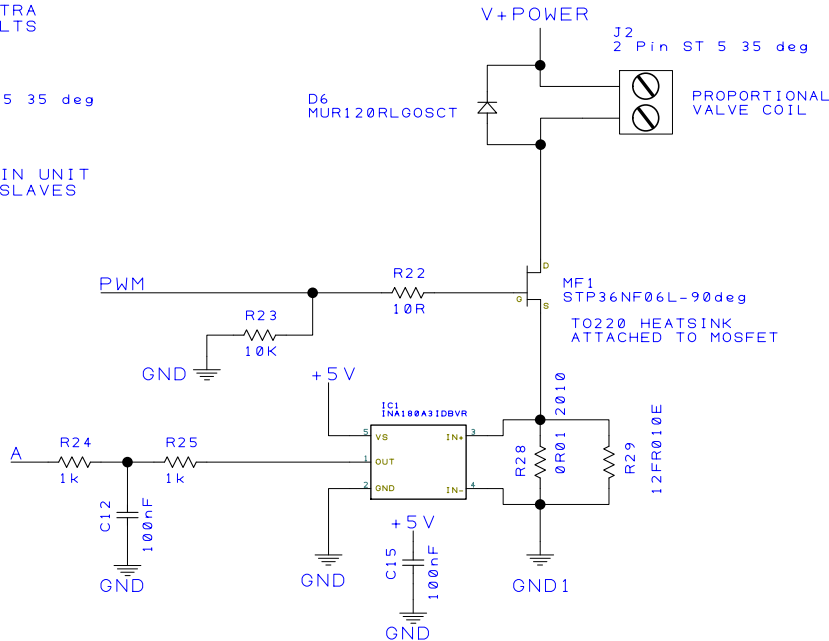 TRA
LTS
V+POWER
J2
2 Pin ST 5 35 deg
5 35 deg
D6
MUR120RLGOSCT
PROPORTIONAL
VALVE COIL
IN UNIT
SLAVES
PWM
R22
10R
D
G
S
MF1
STP36NF06L-90deg
TO220 HEATSINK
ATTACHED TO MOSFET
R23
10K
GND
+5V
IC1
INA180A3IDBVR
5
VS
IN+
3
1
OUT
2
GND
IN-
4
2010
R28
0R01
R29
12FR010E
A
R24
1k
R25
1k
C12
100nF
GND
GND
+5V
C15
100nF
GND
GND1